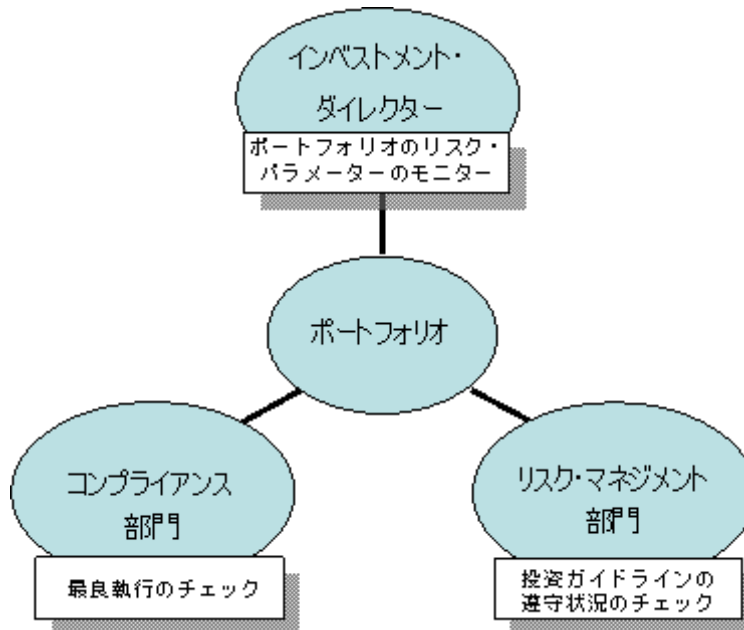 インベストメント・
ダイレクター
ポートフォリオのリスク・
パラメーターのモニター
ポートフォリオ
コンプライアンス
部門
最良執行のチェック
リスク・マネジメント
部門
投資ガイドラインの
遵守状況のチェック